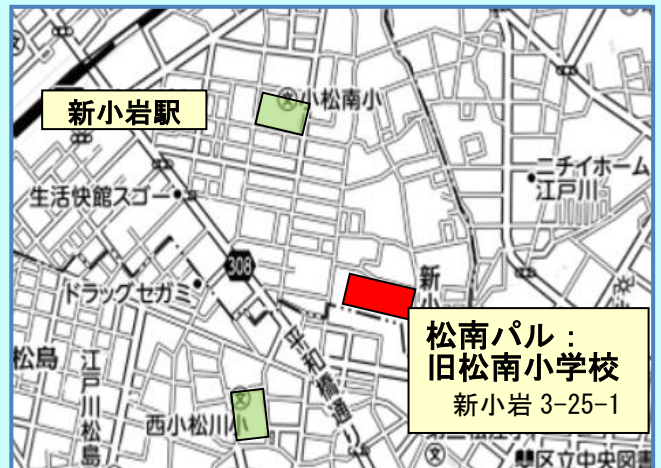 小松南小
新小岩駅
ニチイホーム
江戸川
生活快館スゴー
308
ドラッグセガミ
新小
松南パル：
旧松南小学校
新小岩 3-25-1
平和橋通り
松島
江戸川松島
西小松川小
区立中央図書